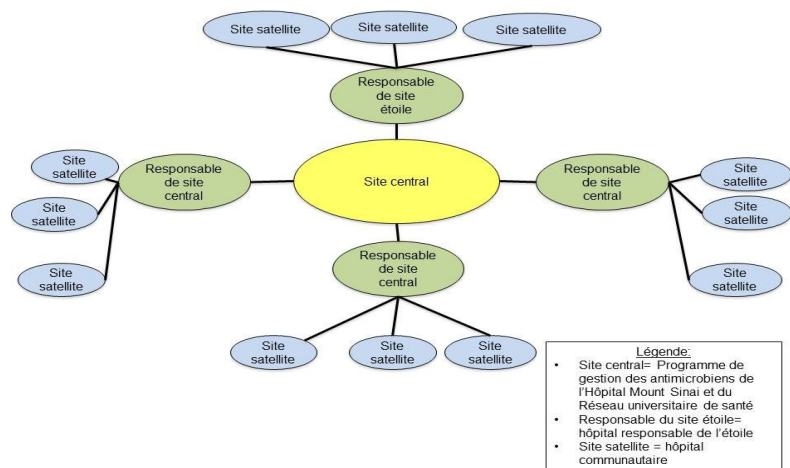 Site satellite
Site satellite
Site satellite
Responsable
de site
étoile
Site
satellite
Site
satellite
Site
satellite
Responsable
de site
central
Site central
Responsable
de site
central
Site
satellite
Site
satellite
Site
satellite
Responsable
de site
central
Site
satellite
Site
satellite
Site
satellite
Légende:
• Site central= Programme de
gestion des antimicrobiens de
l'Hôpital Mount Sinai et du
Réseau universitaire de santé
• Responsable du site étoile=
hôpital responsable de l'étoile
• Site satellite = hôpital
communautaire